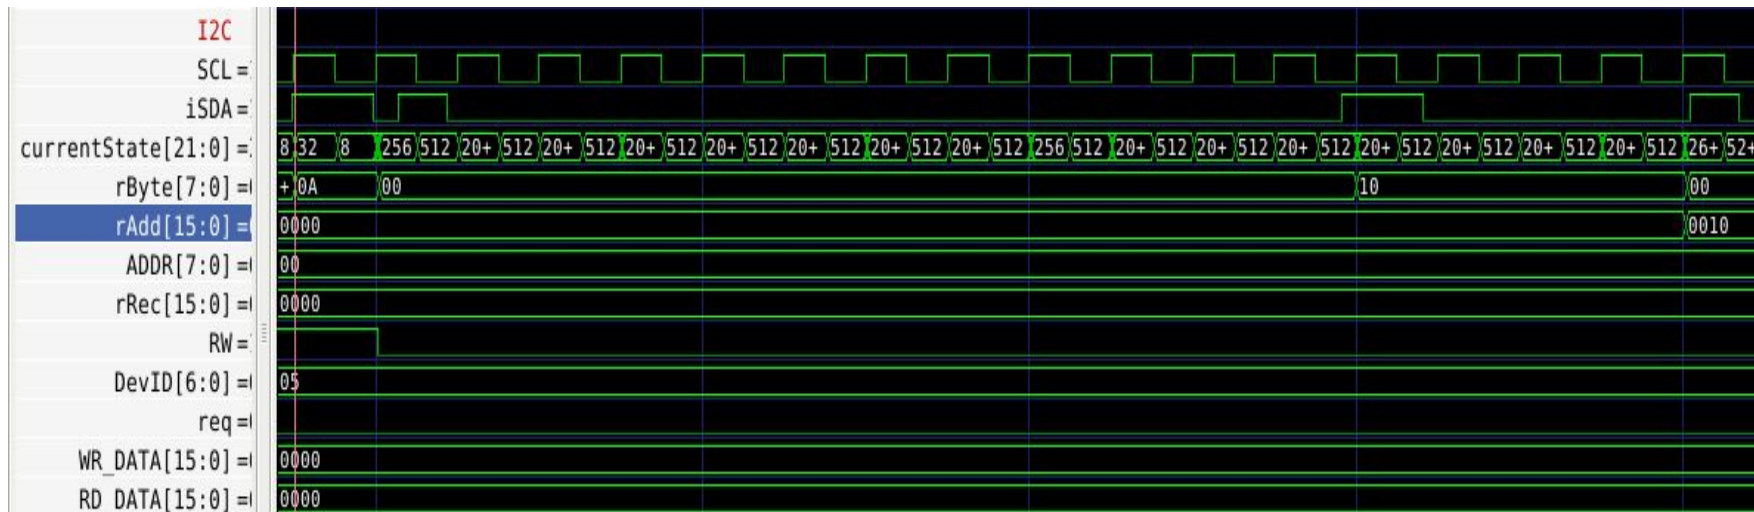 I2C
SCL =
iSDA =
currentState[21:0] = 8 32 8 256 512 20+ 512 20+ 512 20+ 512 20+ 512 20+ 512 20+ 512 20+ 512 20+ 512 256 512 20+ 512 20+ 512 20+ 512 20+ 512 20+ 512 20+ 512 20+ 512 26+ 52+
rByte[7:0] = + 0A 00 10 00
rAdd[15:0] = 0000 0010
ADDR[7:0] = 00
rRec[15:0] = 0000
RW =
DevID[6:0] = 05
req =
WR_DATA[15:0] = 0000
RD DATA[15:0] = 0000